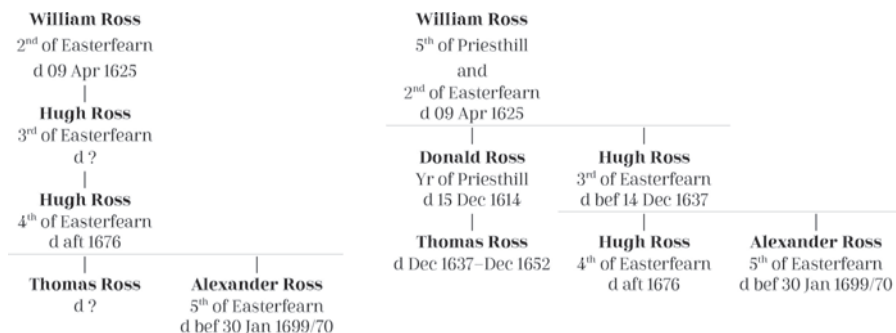 William Ross
2nd of Easterfearn
d 09 Apr 1625
Hugh Ross
3rd of Easterfearn
d ?
Hugh Ross
4th of Easterfearn
d aft 1676
Thomas Ross
d ?
Alexander Ross
5th of Easterfearn
d bef 30 Jan 1699/70
William Ross
5th of Priesthill
and
2nd of Easterfearn
d 09 Apr 1625
Donald Ross
Yr of Priesthill
d 15 Dec 1614
Thomas Ross
d Dec 1637–Dec 1652
Hugh Ross
3rd of Easterfearn
d bef 14 Dec 1637
Hugh Ross
4th of Easterfearn
d aft 1676
Alexander Ross
5th of Easterfearn
d bef 30 Jan 1699/70